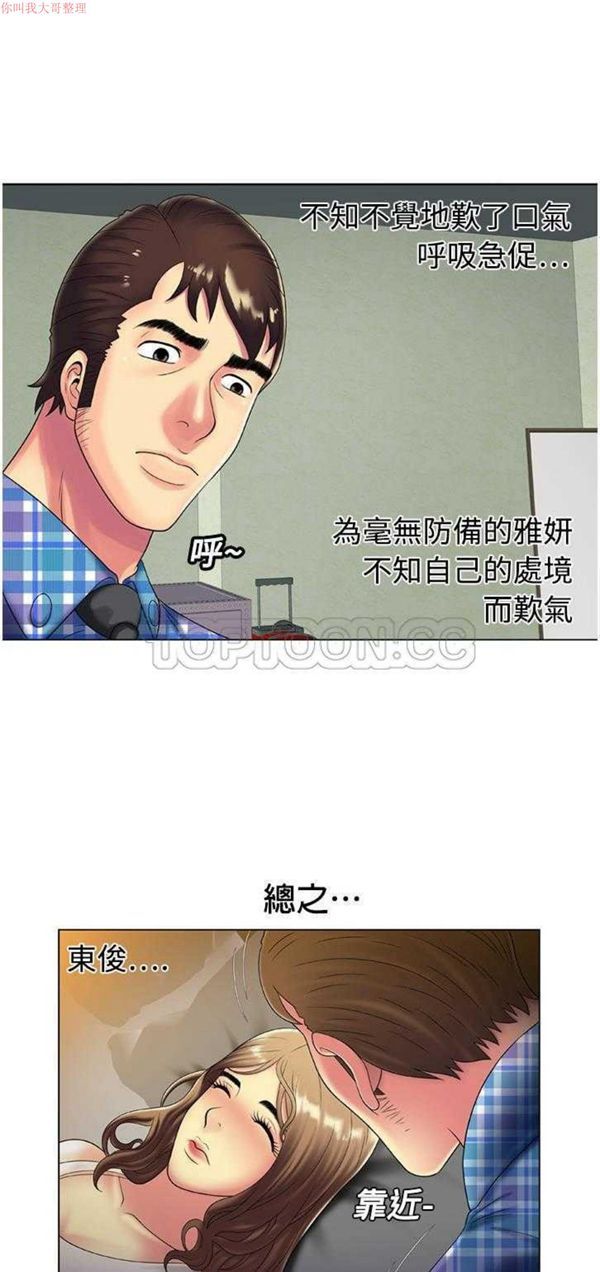 你叫我大哥整理
不知不覺地歎了口氣
呼吸急促...
呼~
為毫無防備的雅妍
不知自己的處境
而歎氣
TOPTOON.CC
總之…
東俊....
靠近-